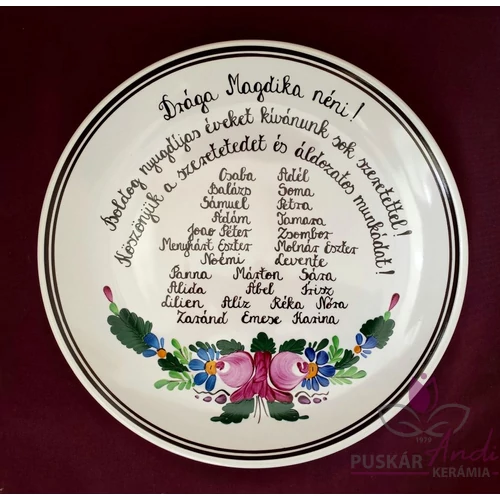 Drága Magdika néni!
Boldog nyugdíjas éveket kívánunk sok szeretettel!
Köszönjük a szeretetedet és áldozatos munkádat!
Csaba Adél
Balázs Soma
Sámuel Petra
Ádám Tamara
Joao Péter Zsombor
Menyhárt Eszter Molnár Eszter
Noémi Levente
Panna Márton Sára
Alida Ábel Írisz
Lilien Alíz Réka Nóra
Zaránd Emese Karina
1979
PUSKÁR Andi
KERÁMIA